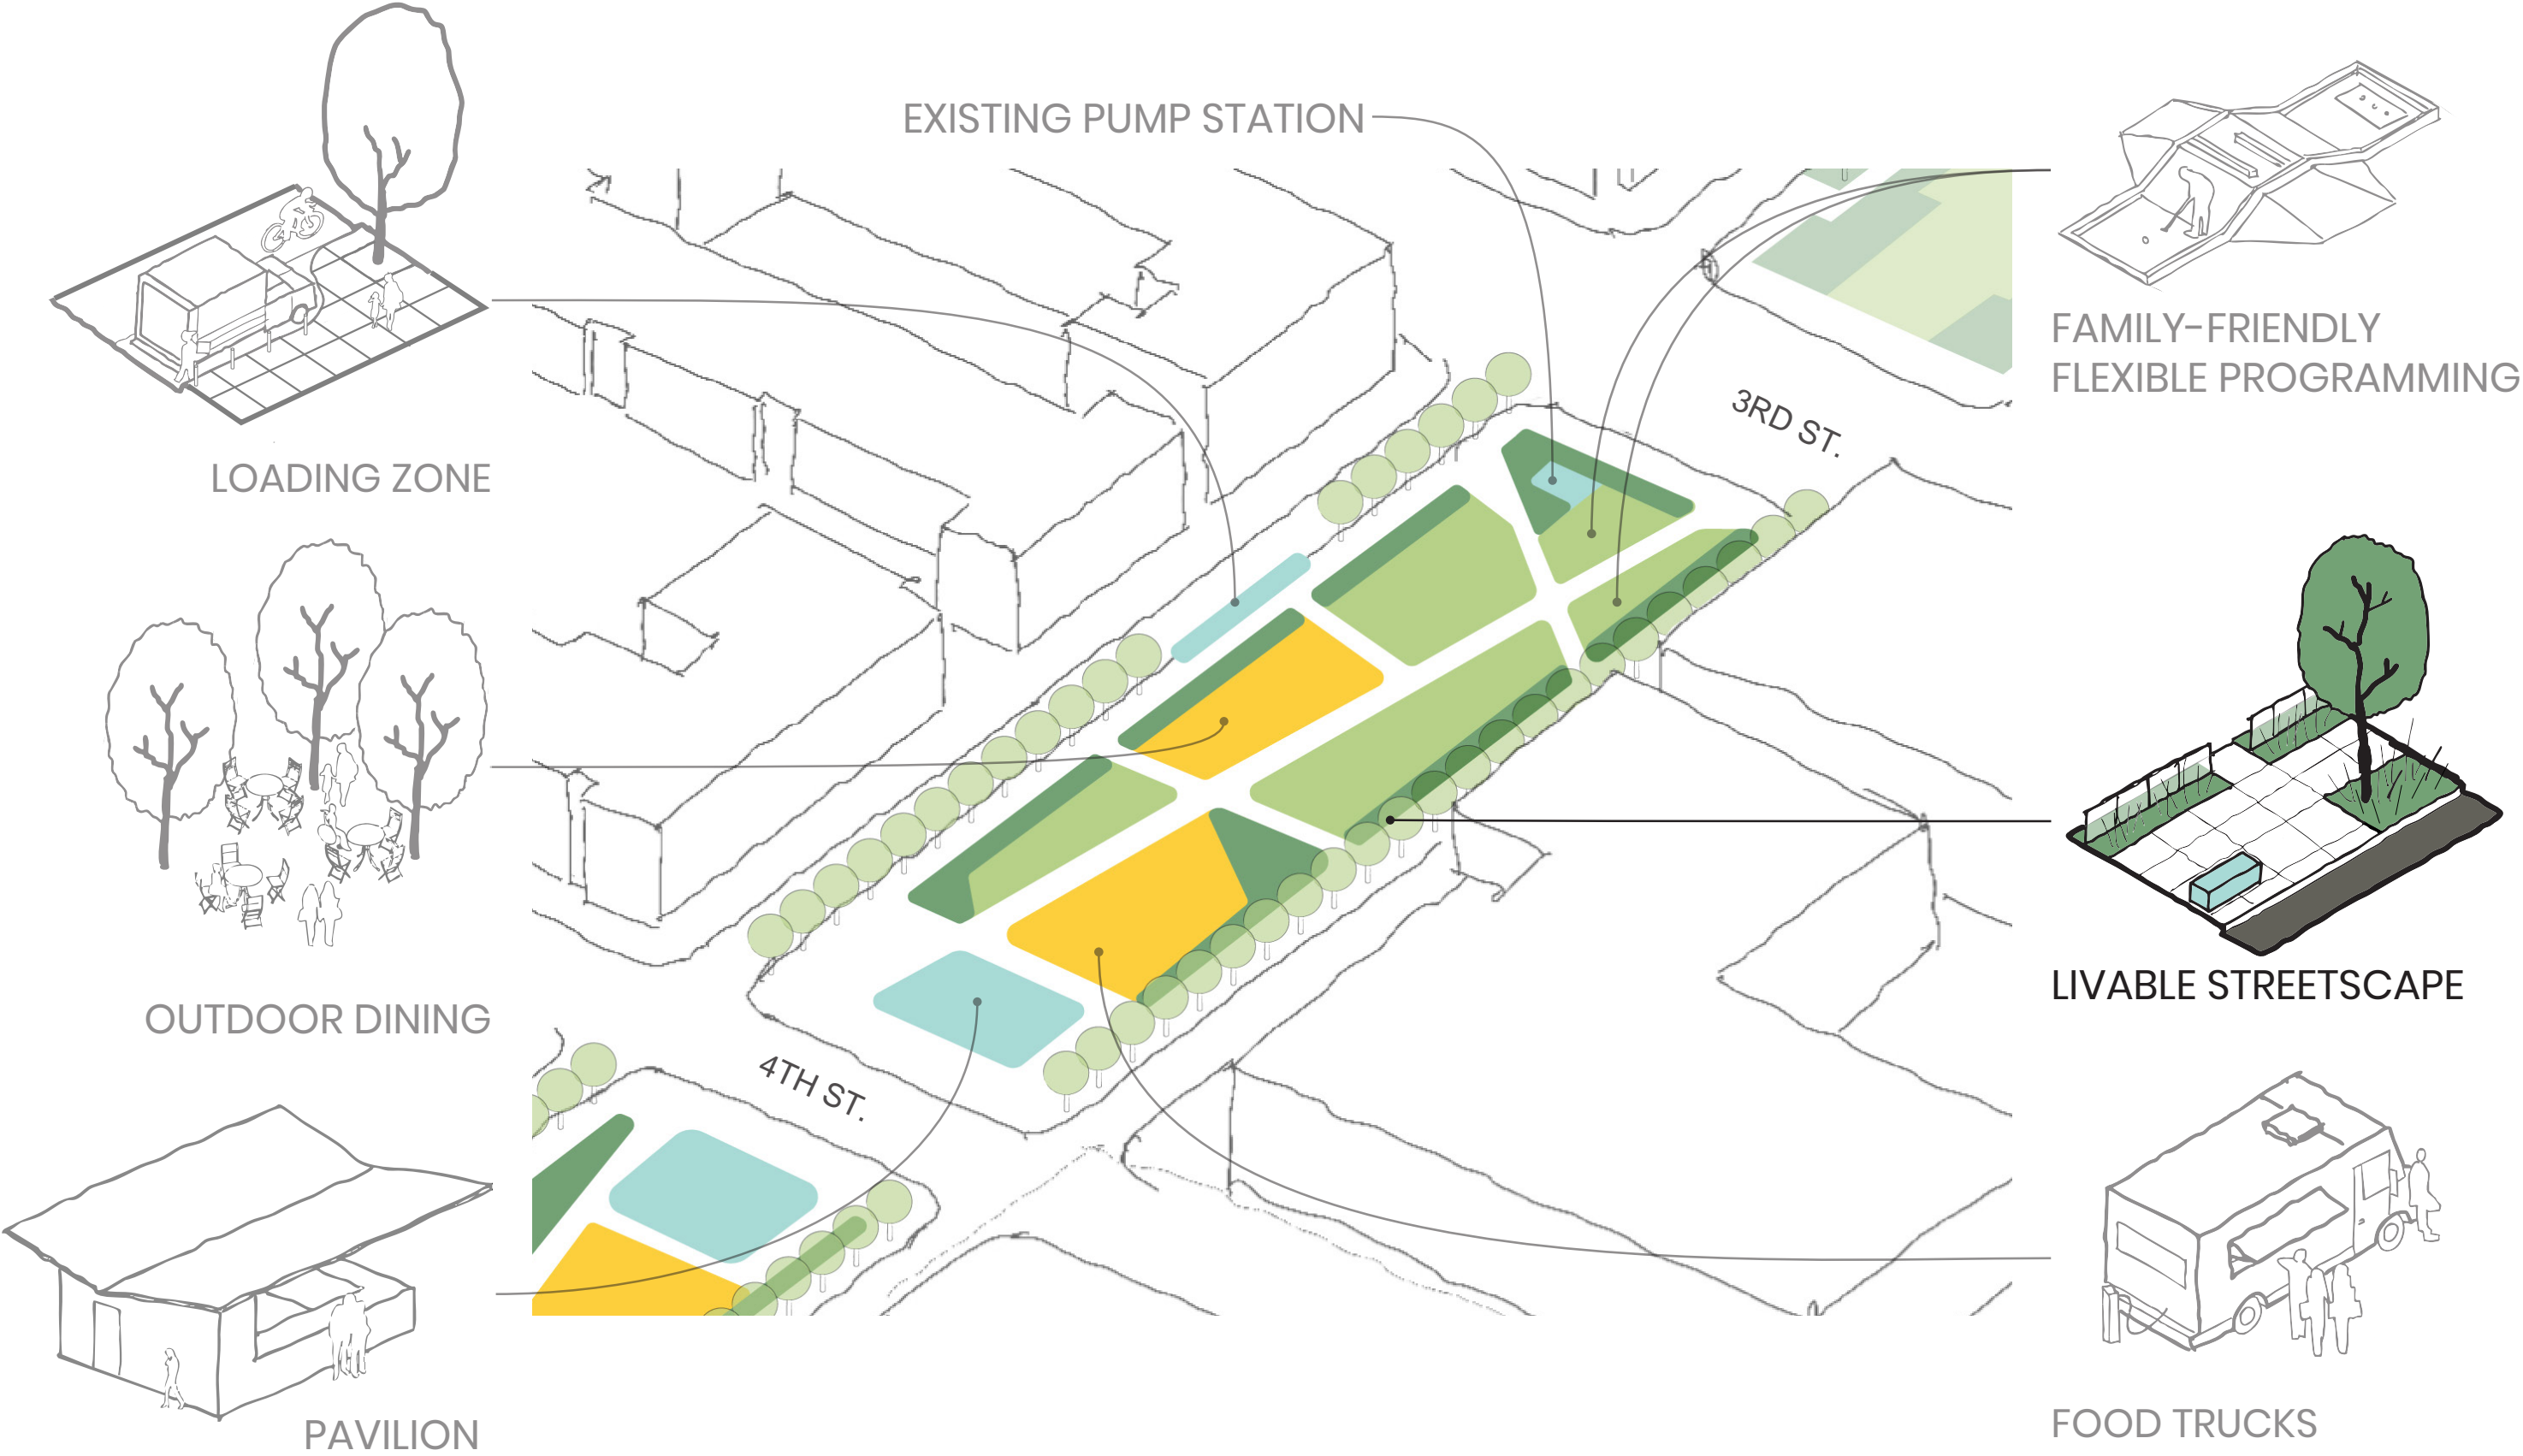 EXISTING PUMP STATION
FAMILY-FRIENDLY
FLEXIBLE PROGRAMMING
3RD ST.
LOADING ZONE
LIVABLE STREETSCAPE
OUTDOOR DINING
4TH ST.
FOOD TRUCKS
PAVILION